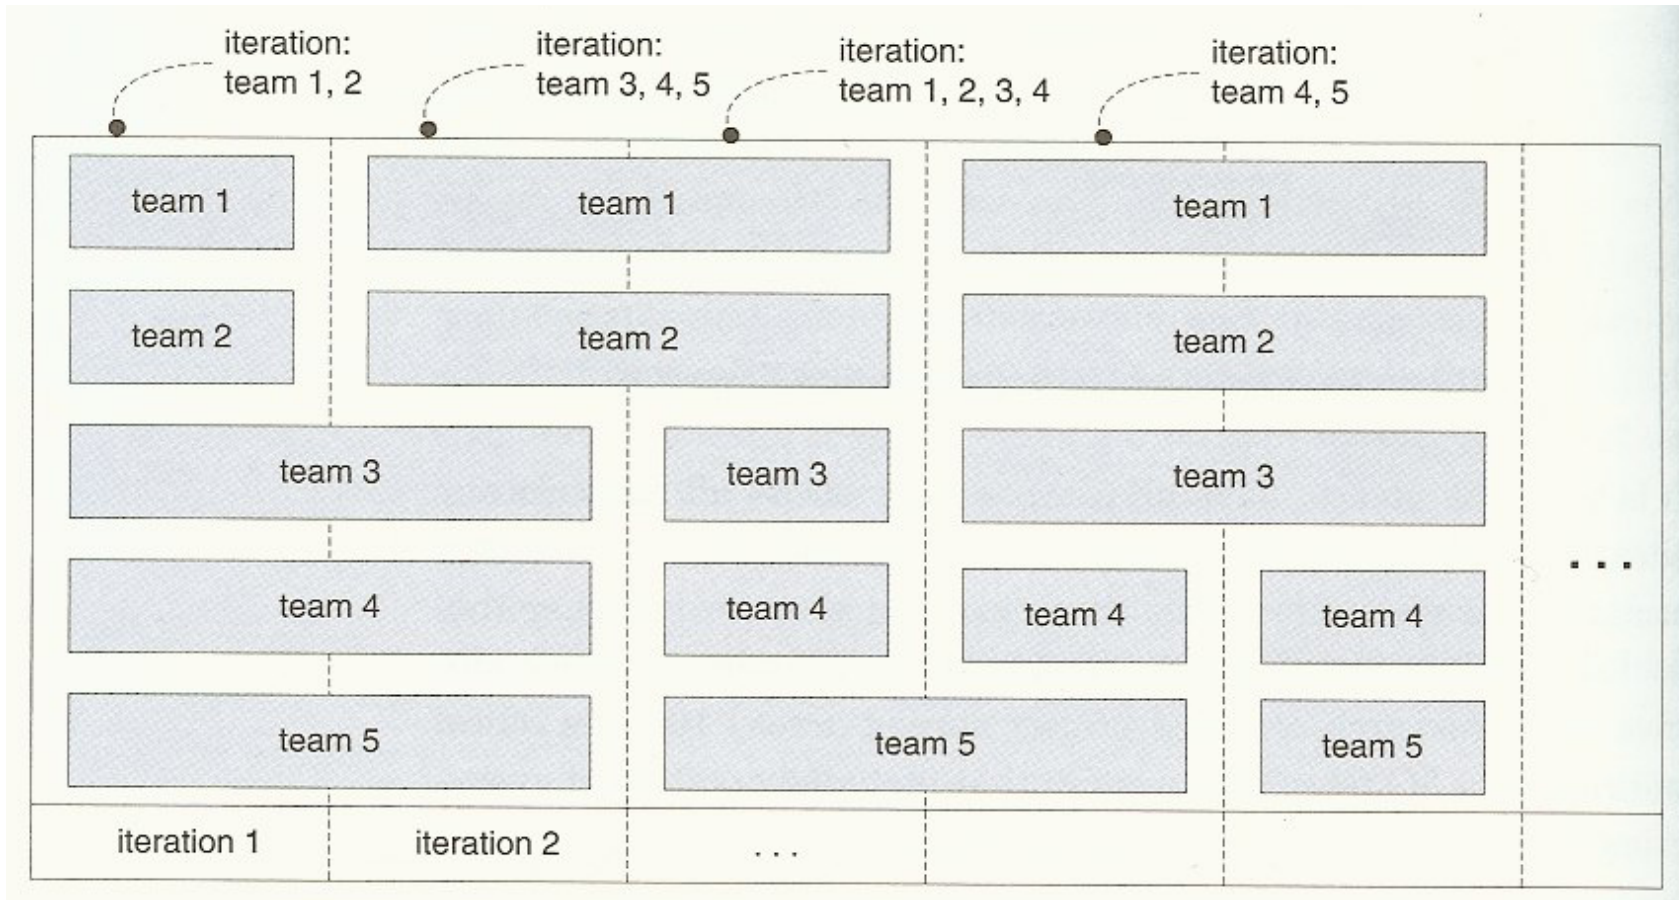 iteration:
team 1, 2
iteration:
team 3, 4, 5
iteration:
team 1, 2, 3, 4
iteration:
team 4, 5
team 1
team 1
team 1
team 2
team 2
team 2
team 3
team 3
team 3
team 4
team 4
team 4
team 4
. . .
team 5
team 5
team 5
iteration 1
iteration 2
. . .